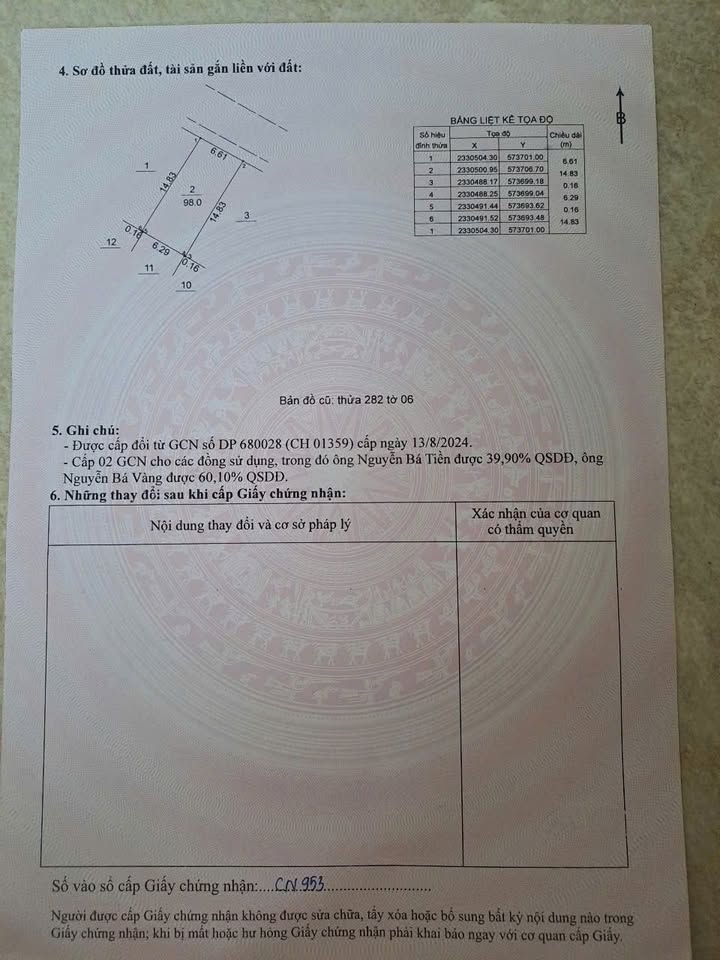 4. Sơ đồ thửa đất, tài sản gắn liền với đất:
B
BẢNG LIỆT KÊ TỌA ĐỘ
Số hiệu đỉnh thửa Tọa độ Chiều dài (m)
X Y
1 2330504.30 573701.00
6.61
2 2330500.95 573706.70
14.83
3 2330488.17 573699.18
0.16
4 2330488.25 573699.04
6.29
5 2330491.44 573693.62
0.16
6 2330491.52 573693.48
14.83
1 2330504.30 573701.00
1
6.61
14.83
2
98.0
14.83
3
0.16
12
6.29
11
0.16
10
Bản đồ cũ: thửa 282 tờ 06
5. Ghi chú:
- Được cấp đổi từ GCN số DP 680028 (CH 01359) cấp ngày 13/8/2024.
- Cấp 02 GCN cho các đồng sử dụng, trong đó ông Nguyễn Bá Tiền được 39,90% QSDĐ, ông
Nguyễn Bá Vàng được 60,10% QSDĐ.
6. Những thay đổi sau khi cấp Giấy chứng nhận:
Nội dung thay đổi và cơ sở pháp lý
Xác nhận của cơ quan
có thẩm quyền
Số vào sổ cấp Giấy chứng nhận:....CN.953...........................
Người được cấp Giấy chứng nhận không được sửa chữa, tẩy xóa hoặc bổ sung bất kỳ nội dung nào trong
Giấy chứng nhận; khi bị mất hoặc hư hỏng Giấy chứng nhận phải khai báo ngay với cơ quan cấp Giấy.